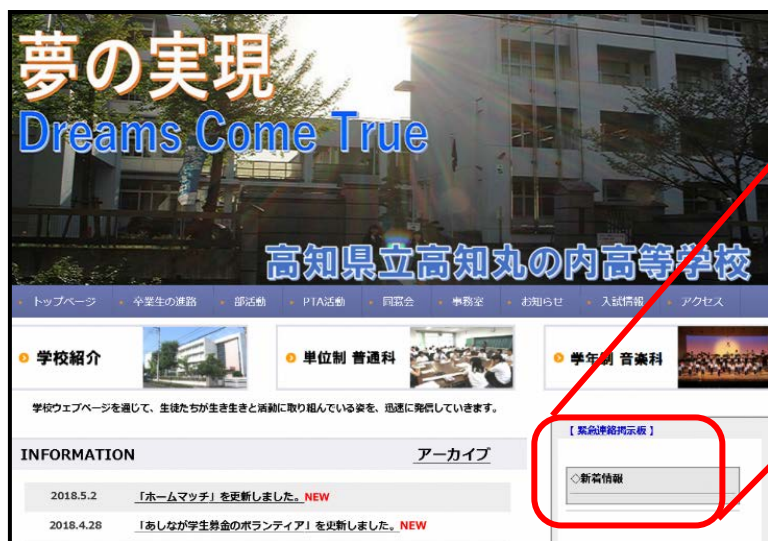 夢の実現
Dreams Come True
高知県立高知丸の内高等学校
トップページ 卒業生の進路 部活動 PTA活動 同窓会 事務室 お知らせ 入試情報 アクセス
学校紹介 単位制 普通科 学年制 音楽科
学校ウェブページを通じて、生徒たちが生き生きと活動に取り組んでいる姿を、迅速に発信していきます。
【 緊急連絡掲示板 】
INFORMATION アーカイブ
◇新着情報
2018.5.2 「ホームマッチ」を更新しました。NEW
2018.4.28 「あしなが学生募金のボランティア」を更新しました。NEW